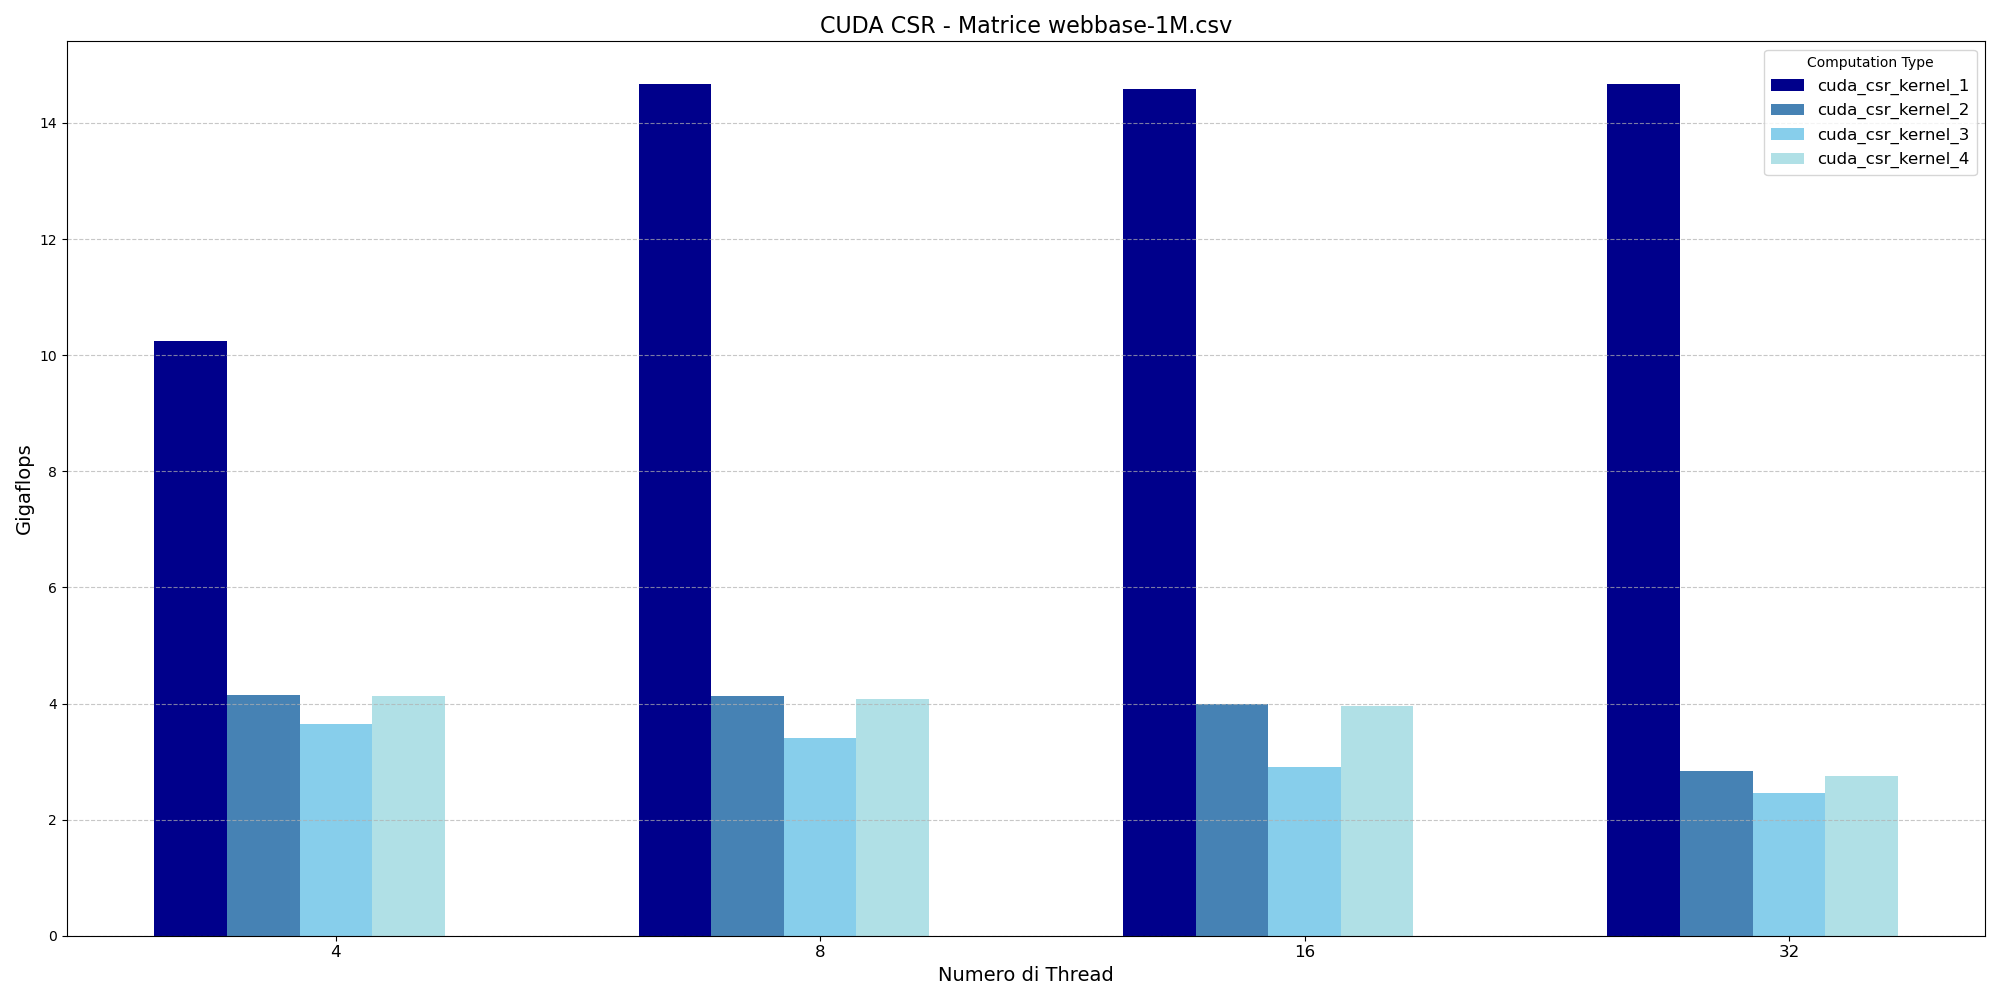 CUDA CSR - Matrice webbase-1M.csv
Computation Type
cuda_csr_kernel_1
cuda_csr_kernel_2
cuda_csr_kernel_3
cuda_csr_kernel_4
Gigaflops
14
12
10
8
6
4
2
0
4 8 16 32
Numero di Thread